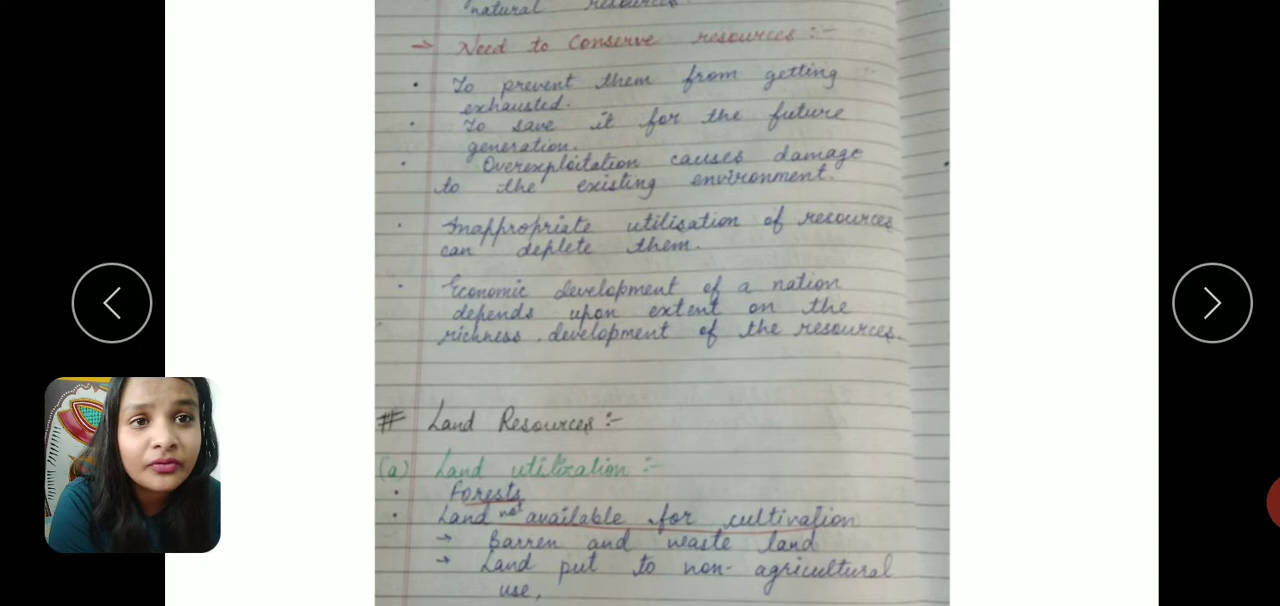 natural resources.
→ Need to Conserve resources :-
• To prevent them from getting
exhausted.
• To save it for the future
generation.
• Overexploitation causes damage
to the existing environment.
• Inappropriate utilisation of resources
can deplete them.
• Economic development of a nation
depends upon extent on the
richness . development of the resources.
# Land Resources :-
(a) Land utilization :-
• Forests
• Land not available for cultivation
→ Barren and waste land
→ Land put to non- agricultural
use,